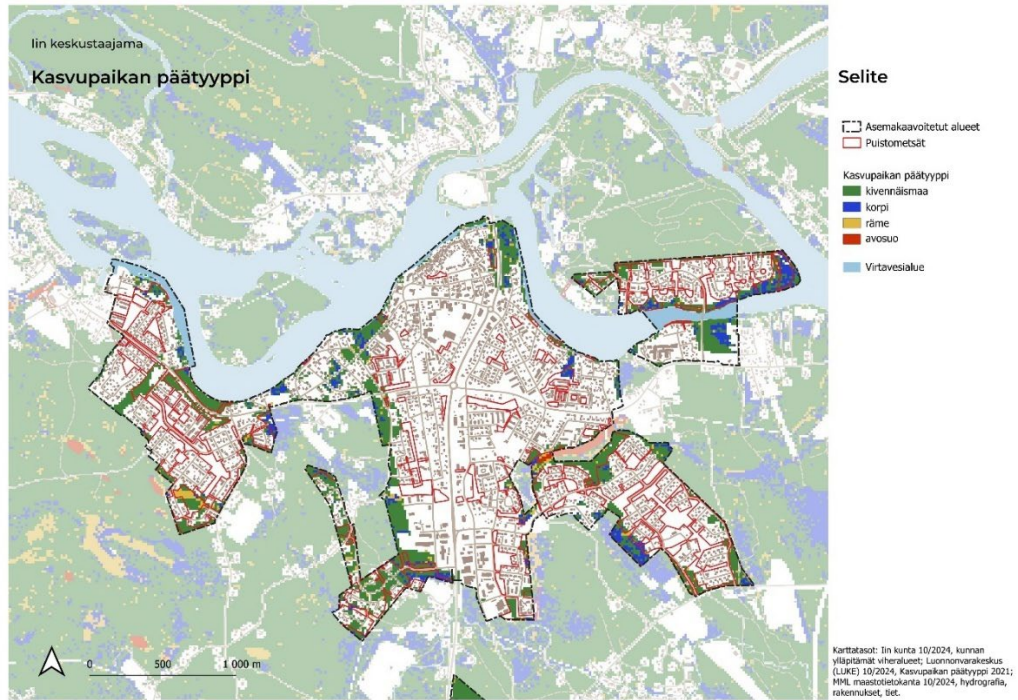 Iin keskustaajama
Kasvupaikan päätyyppi
Selite
Asemakaavoitetut alueet
Puistometsät
Kasvupaikan päätyyppi
kivennäismaa
korpi
räme
avosuo
Virtavesialue
0 500 1 000 m
Karttatasot: Iin kunta 10/2024, kunnan
ylläpitämät viheralueet; Luonnonvarakeskus
(LUKE) 10/2024, Kasvupaikan päätyyppi 2021;
MML maastotietokanta 10/2024, hydrografia,
rakennukset, tiet.